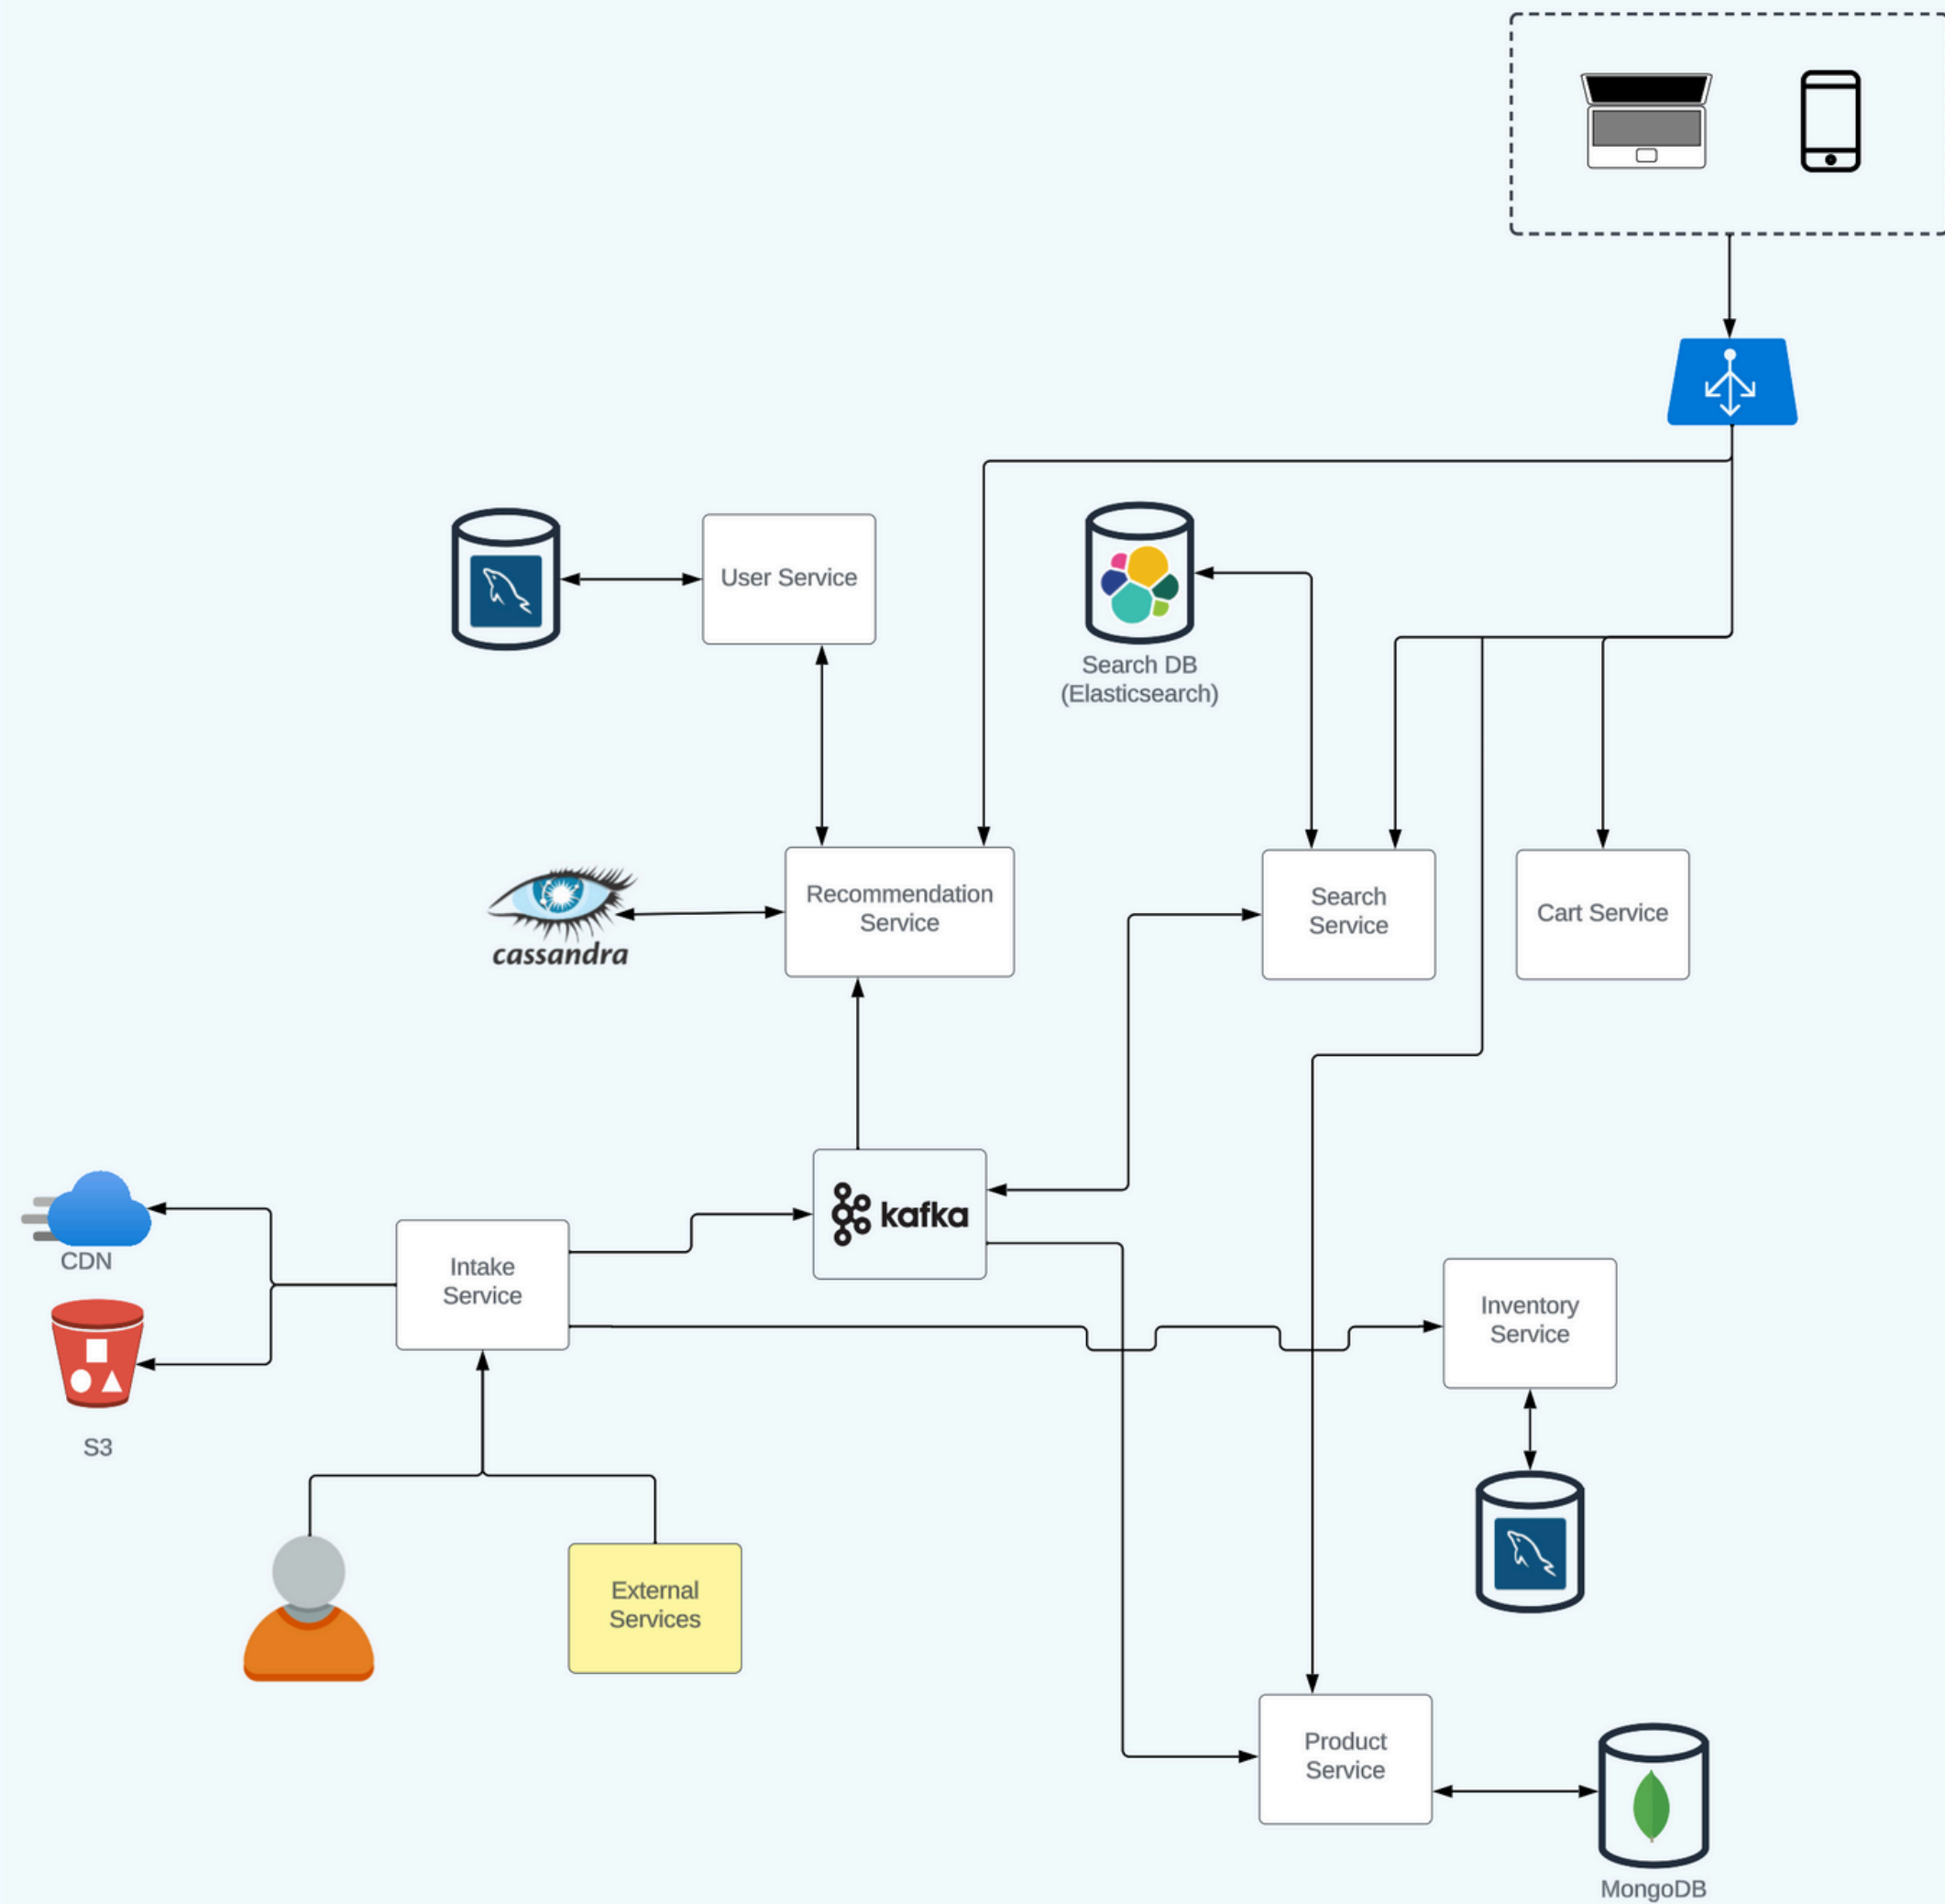 User Service
Search DB
(Elasticsearch)
Recommendation
Service
Search
Service
Cart Service
cassandra
kafka
CDN
Intake
Service
Inventory
Service
S3
External
Services
Product
Service
MongoDB